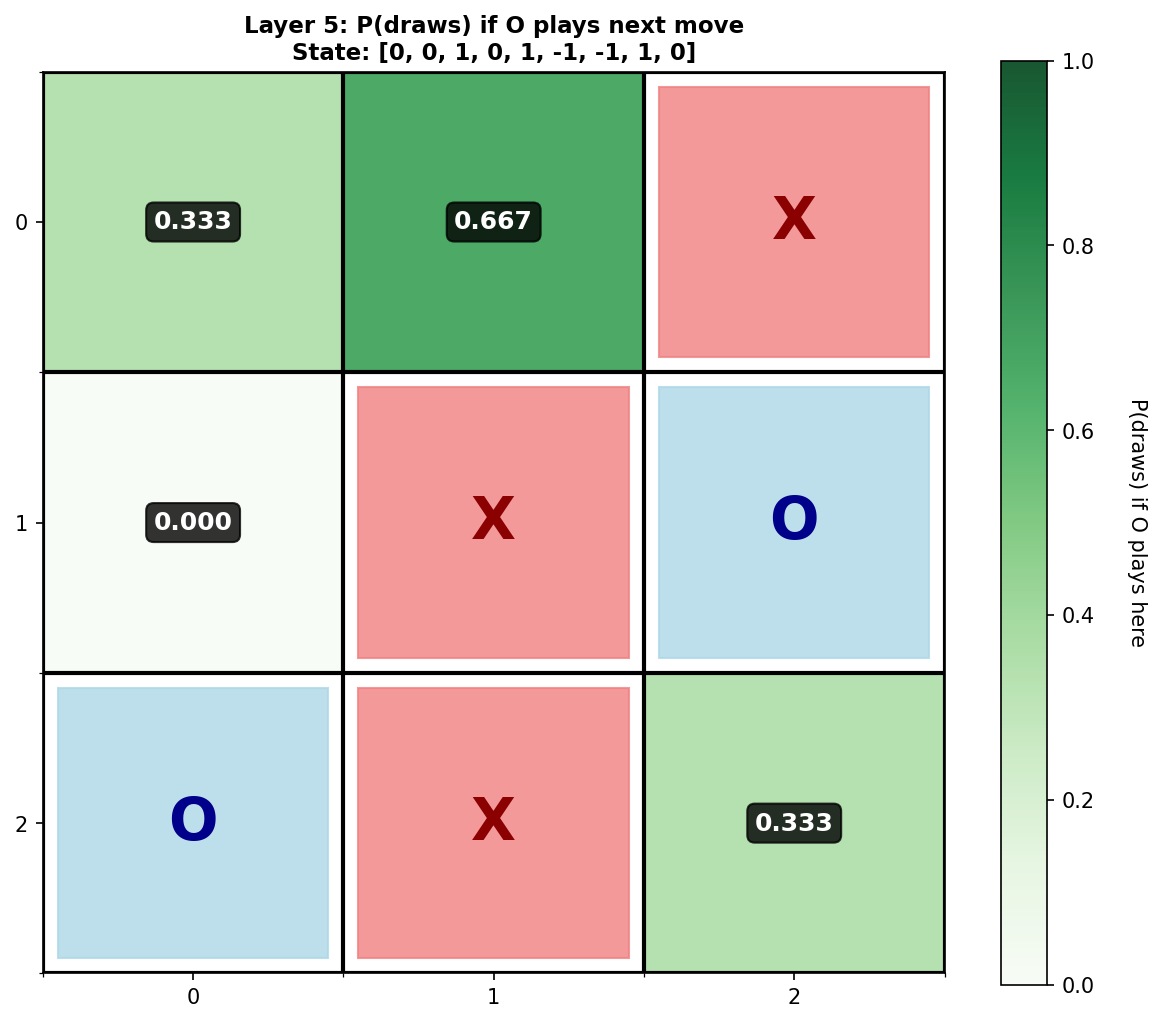 Layer 5: P(draws) if O plays next move
State: [0, 0, 1, 0, 1, -1, -1, 1, 0]
0.333
0.667
X
0
0.000
X
O
1
O
X
0.333
2
0
1
2
1.0
0.8
0.6
0.4
0.2
0.0
P(draws) if O plays here